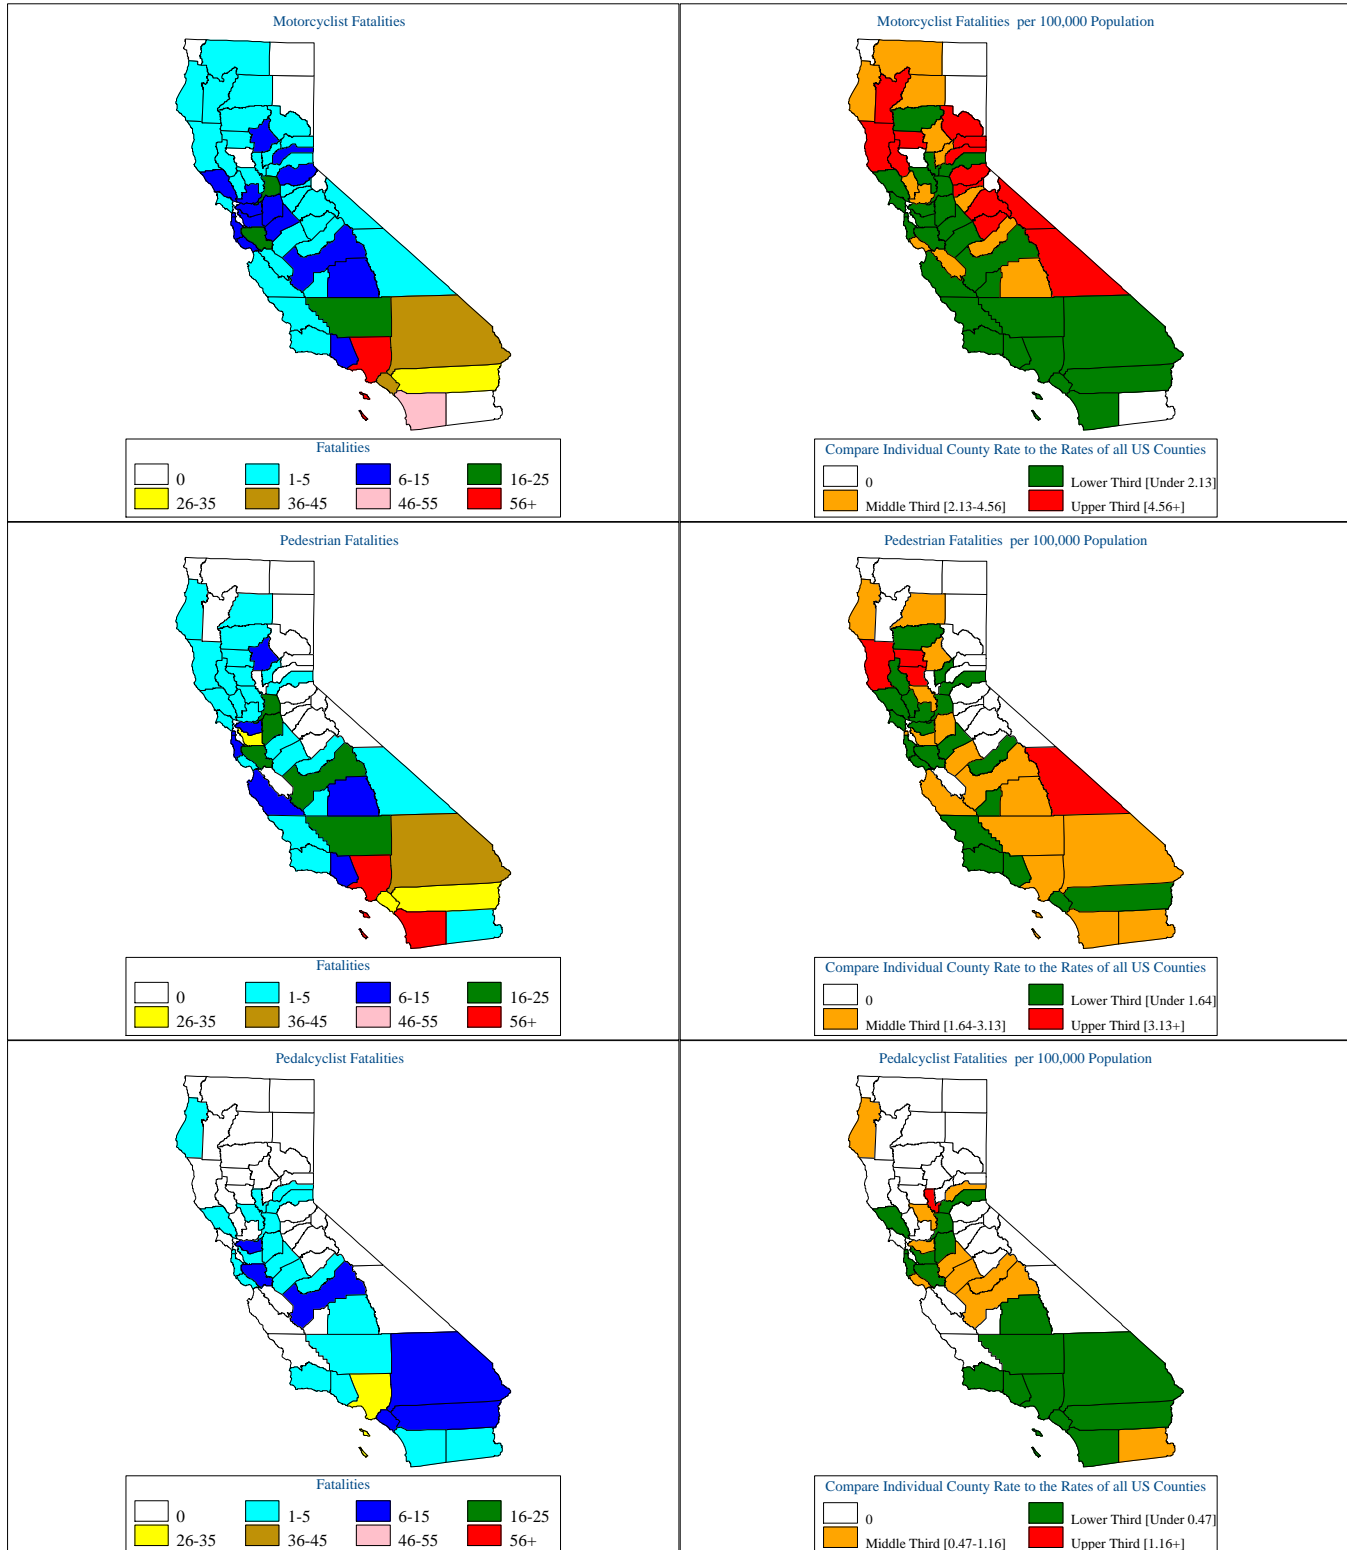 Motorcyclist Fatalities
Motorcyclist Fatalities per 100,000 Population
Fatalities
0 1-5 6-15 16-25
26-35 36-45 46-55 56+
Compare Individual County Rate to the Rates of all US Counties
0 Lower Third [Under 2.13]
Middle Third [2.13-4.56] Upper Third [4.56+]
Pedestrian Fatalities
Pedestrian Fatalities per 100,000 Population
Fatalities
0 1-5 6-15 16-25
26-35 36-45 46-55 56+
Compare Individual County Rate to the Rates of all US Counties
0 Lower Third [Under 1.64]
Middle Third [1.64-3.13] Upper Third [3.13+]
Pedalcyclist Fatalities
Pedalcyclist Fatalities per 100,000 Population
Fatalities
0 1-5 6-15 16-25
26-35 36-45 46-55 56+
Compare Individual County Rate to the Rates of all US Counties
0 Lower Third [Under 0.47]
Middle Third [0.47-1.16] Upper Third [1.16+]